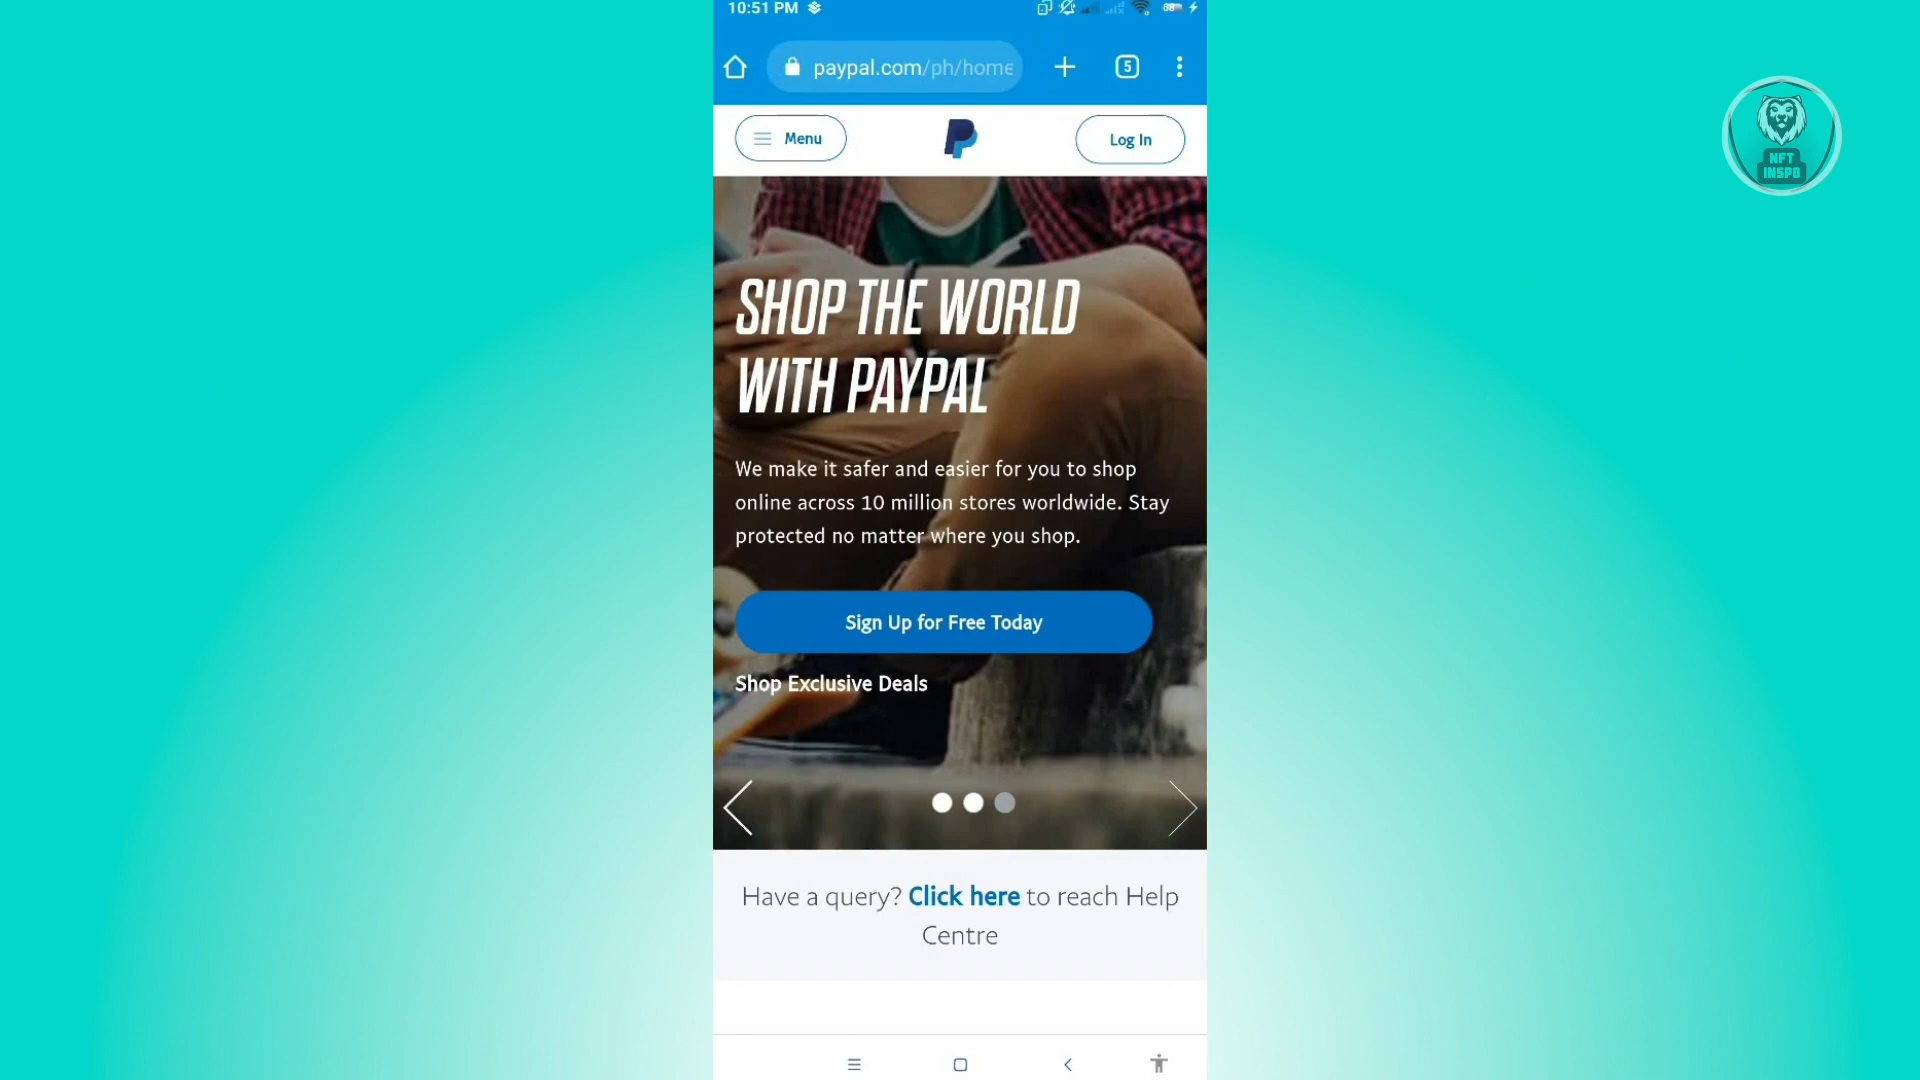 10:51 PM
68
paypal.com/ph/home
5
Menu
Log In
NFT
INSPO
SHOP THE WORLD
WITH PAYPAL
We make it safer and easier for you to shop
online across 10 million stores worldwide. Stay
protected no matter where you shop.
Sign Up for Free Today
Shop Exclusive Deals
Have a query? Click here to reach Help
Centre